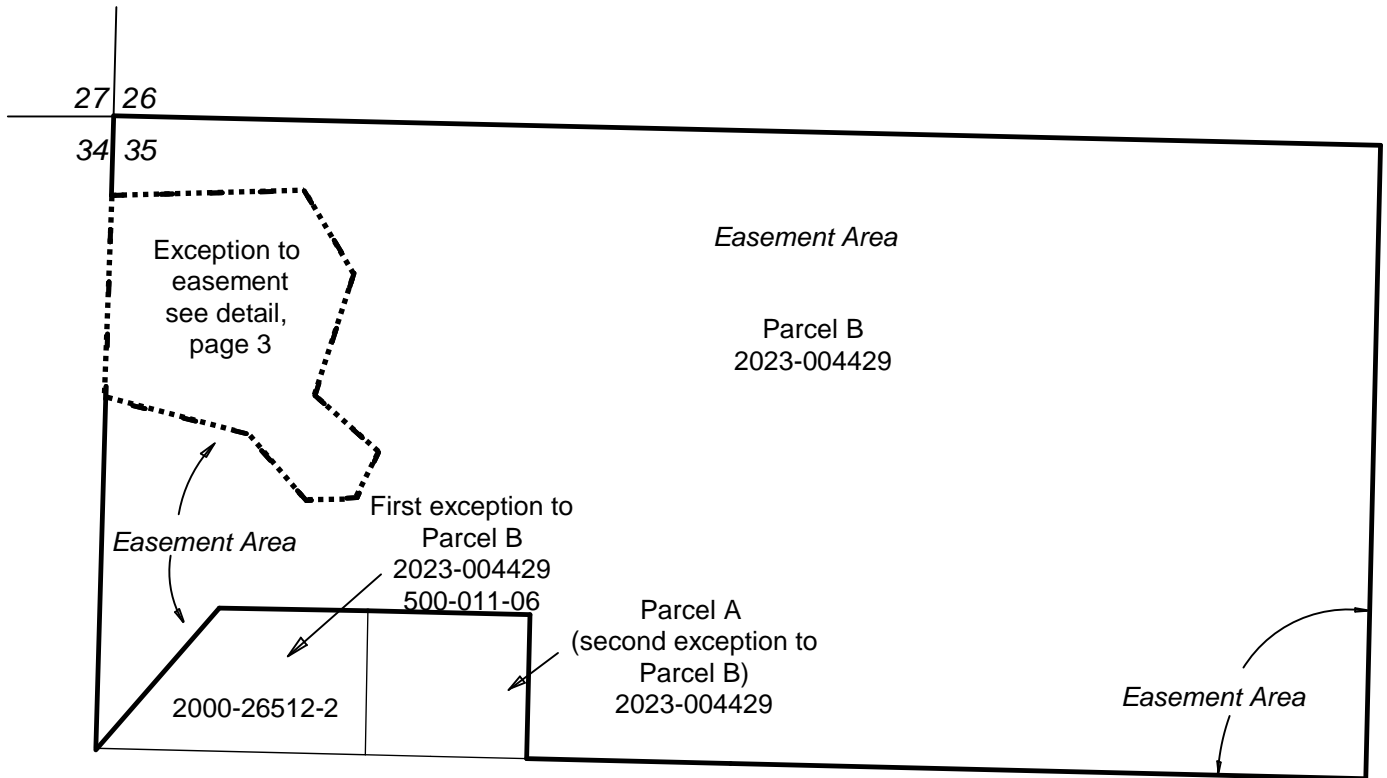 27 26
34 35
Exception to
easement
see detail,
page 3
Easement Area
Parcel B
2023-004429
Easement Area
First exception to
Parcel B
2023-004429
500-011-06
2000-26512-2
Parcel A
(second exception to
Parcel B)
2023-004429
Easement Area